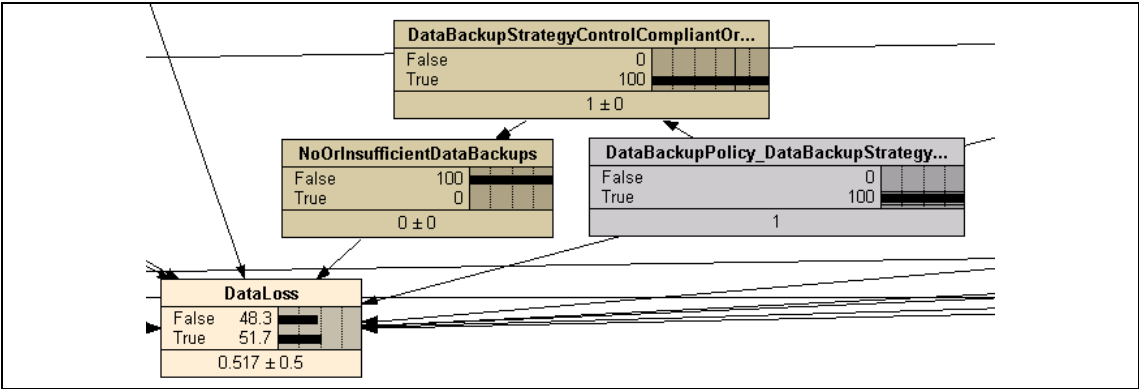 DataBackupStrategyControlCompliantOr...
False 0
True 100
1 ± 0
NoOrInsufficientDataBackups
False 100
True 0
0 ± 0
DataBackupPolicy_DataBackupStrategy...
False 0
True 100
1
DataLoss
False 48.3
True 51.7
0.517 ± 0.5